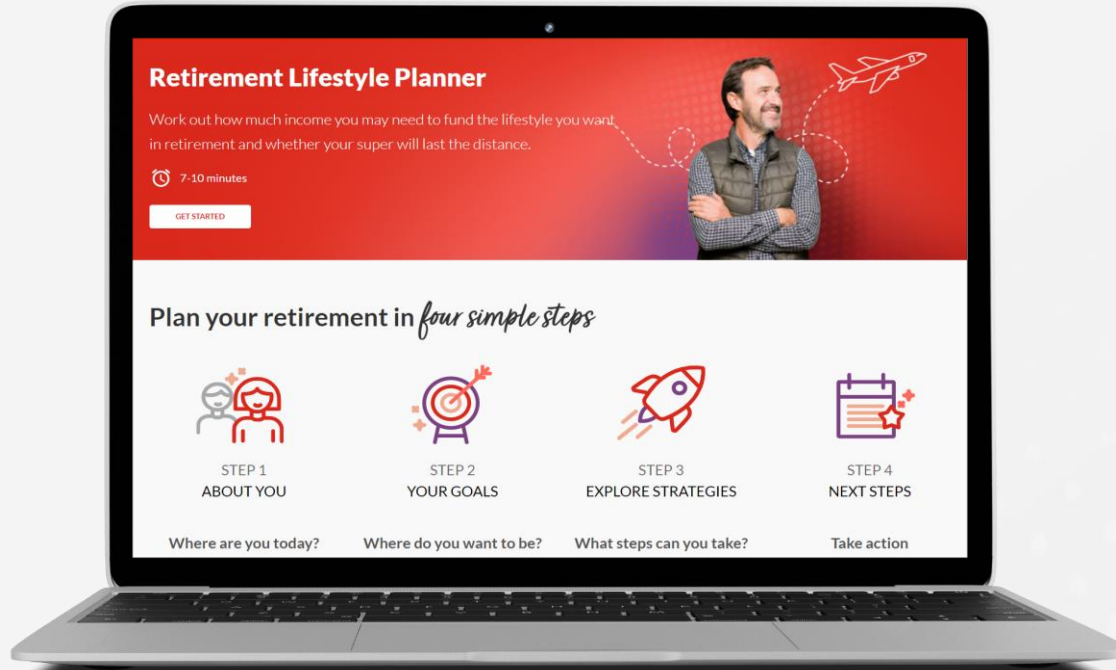 Retirement Lifestyle Planner
Work out how much income you may need to fund the lifestyle you want
in retirement and whether your super will last the distance.
7-10 minutes
GET STARTED
Plan your retirement in four simple steps
STEP 1
ABOUT YOU
STEP 2
YOUR GOALS
STEP 3
EXPLORE STRATEGIES
STEP 4
NEXT STEPS
Where are you today?
Where do you want to be?
What steps can you take?
Take action